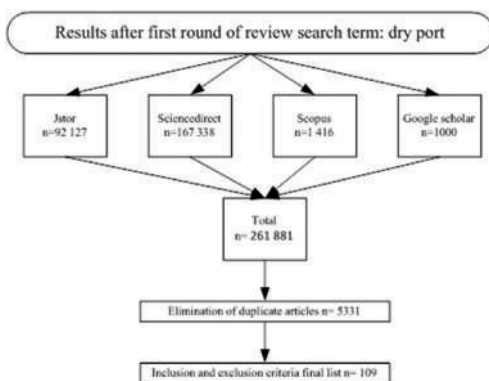 Results after first round of review search term: dry port
Jstor
n=92 127
Sciencedirect
n=167 338
Scopus
n=1 416
Google scholar
n=1000
Total
n= 261 881
Elimination of duplicate articles n= 5331
Inclusion and exclusion criteria final list n= 109